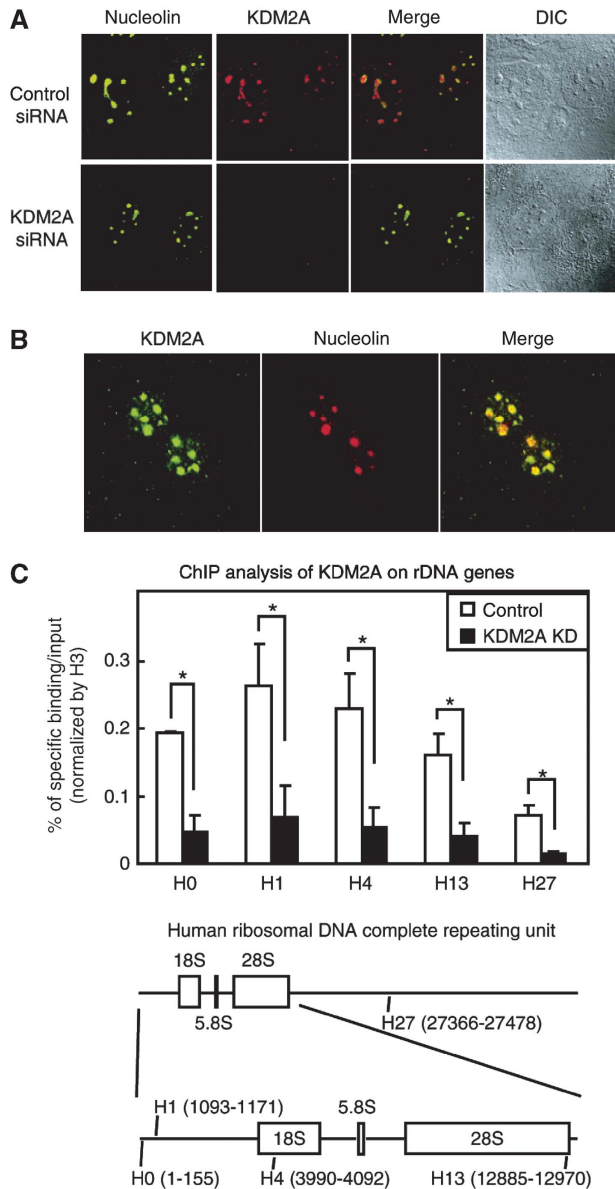 A
Nucleolin KDM2A Merge DIC
Control
siRNA
KDM2A
siRNA
B
KDM2A Nucleolin Merge
C
ChIP analysis of KDM2A on rDNA genes
Control
KDM2A KD
% of specific binding/input
(normalized by H3)
0.3
0.2
0.1
0
* * * * *
H0 H1 H4 H13 H27
Human ribosomal DNA complete repeating unit
18S 28S
5.8S
H27 (27366-27478)
H1 (1093-1171)
5.8S
18S 28S
H0 (1-155) H4 (3990-4092) H13 (12885-12970)